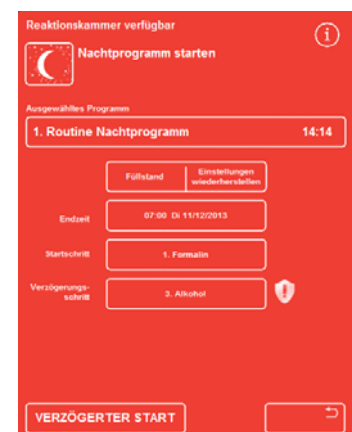 Reaktionskammer verfügbar
Nachtprogramm starten
Ausgewähltes Programm
1. Routine Nachtprogramm 14:14
Füllstand
Einstellungen
wiederherstellen
Endzeit
07:00 Di 11/12/2013
Startschritt
1. Formalin
Verzögerungs-
schritt
3. Alkohol
VERZÖGERTER START